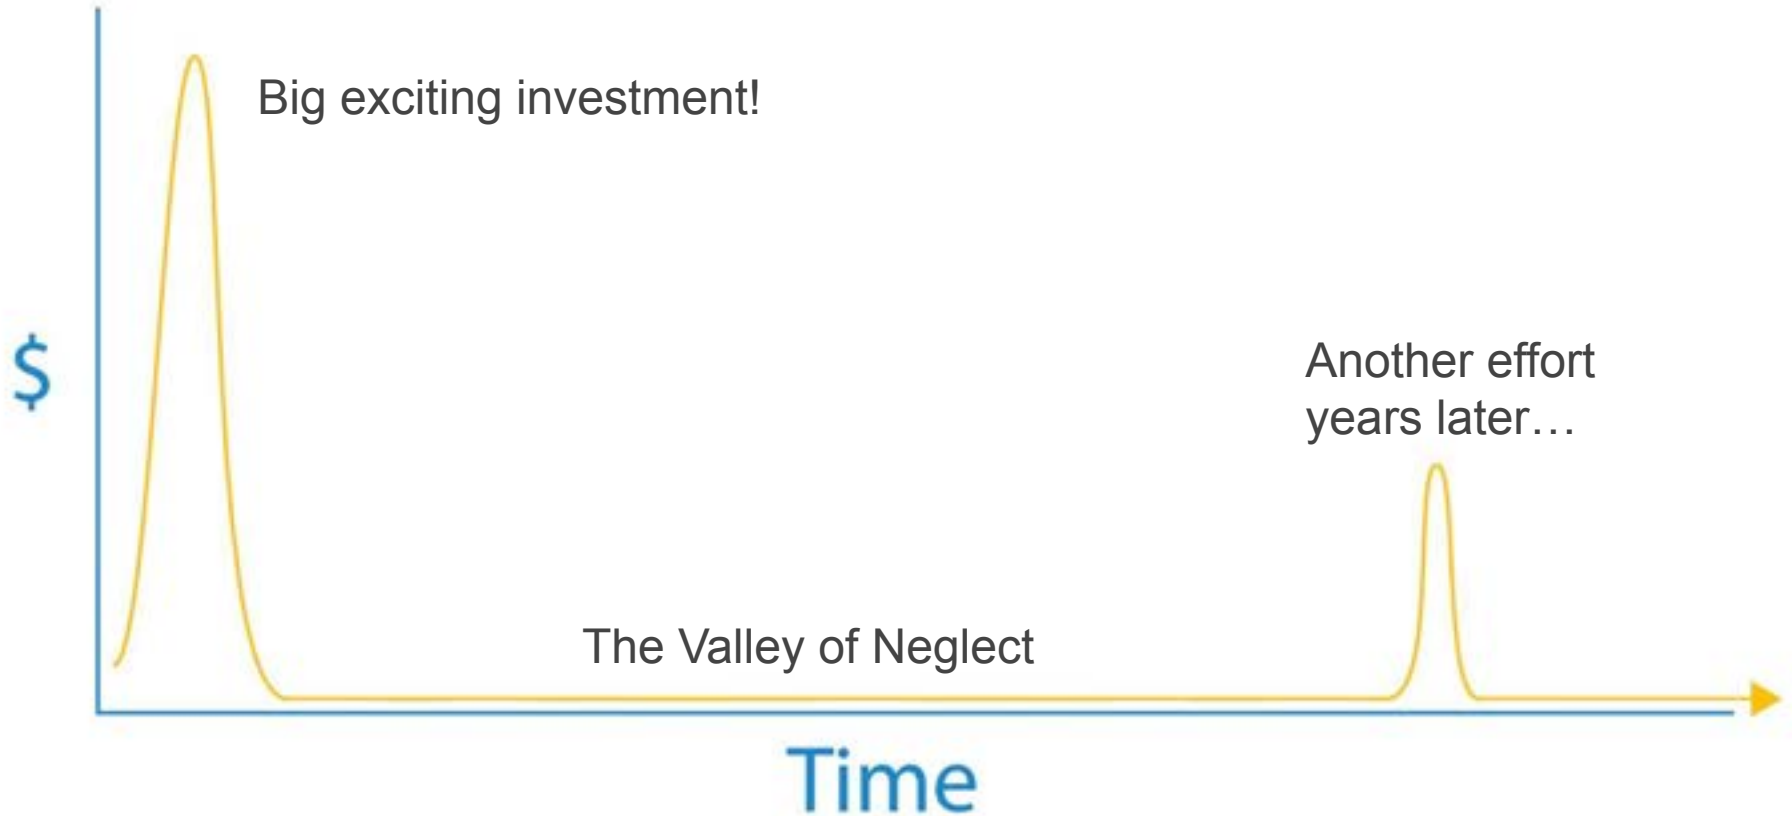 Big exciting investment!
$
Another effort
years later…
The Valley of Neglect
Time